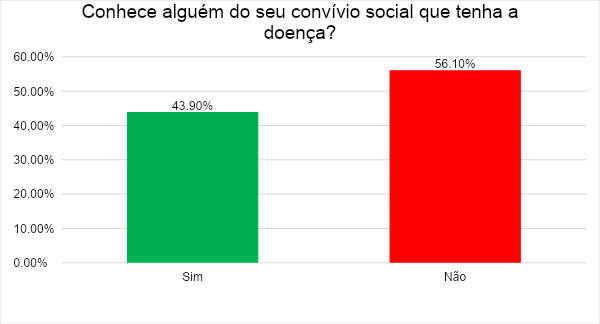 Conhece alguém do seu convívio social que tenha a
doença?
60.00%
50.00%
40.00%
30.00%
20.00%
10.00%
0.00%
43.90%
56.10%
Sim
Não